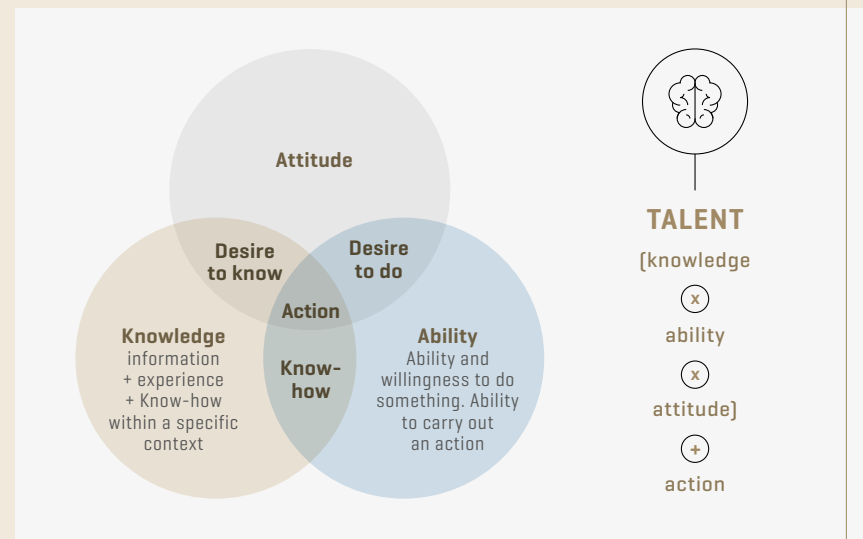 Attitude
Desire
to know
Desire
to do
Action
Knowledge
information
+ experience
+ Know-how
within a specific
context
Know-
how
Ability
Ability and
willingness to do
something. Ability
to carry out
an action
TALENT
(knowledge
x
ability
x
attitude)
+
action